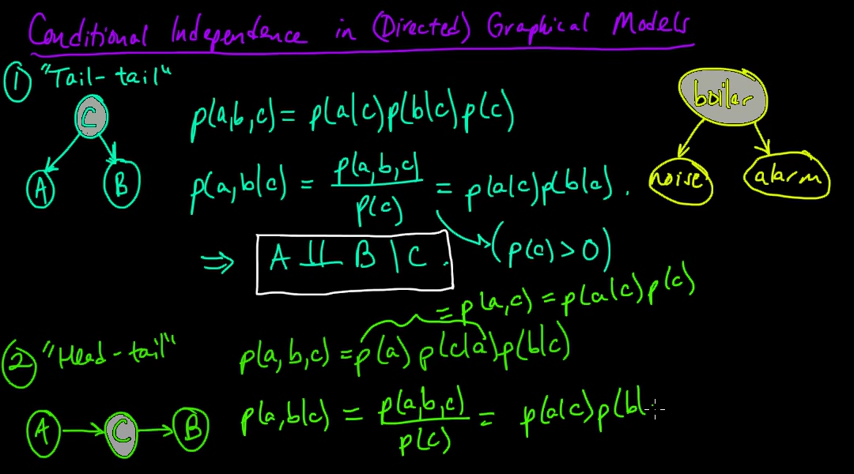 Conditional Independence in (Directed) Graphical Models
① "Tail-tail"
C
A
B
p(a,b,c) = p(a|c)p(b|c)p(c)
p(a,b|c) = p(a,b,c)/p(c) = p(a|c)p(b|c).
⇒ A ⫫ B | C.
(p(c) > 0)
boiler
noise
alarm
② "Head-tail"
= p(a,c) = p(a|c)p(c)
p(a,b,c) = p(a) p(c|a) p(b|c)
A
C
B
p(a,b|c) = p(a,b,c)/p(c) = p(a|c)p(b|